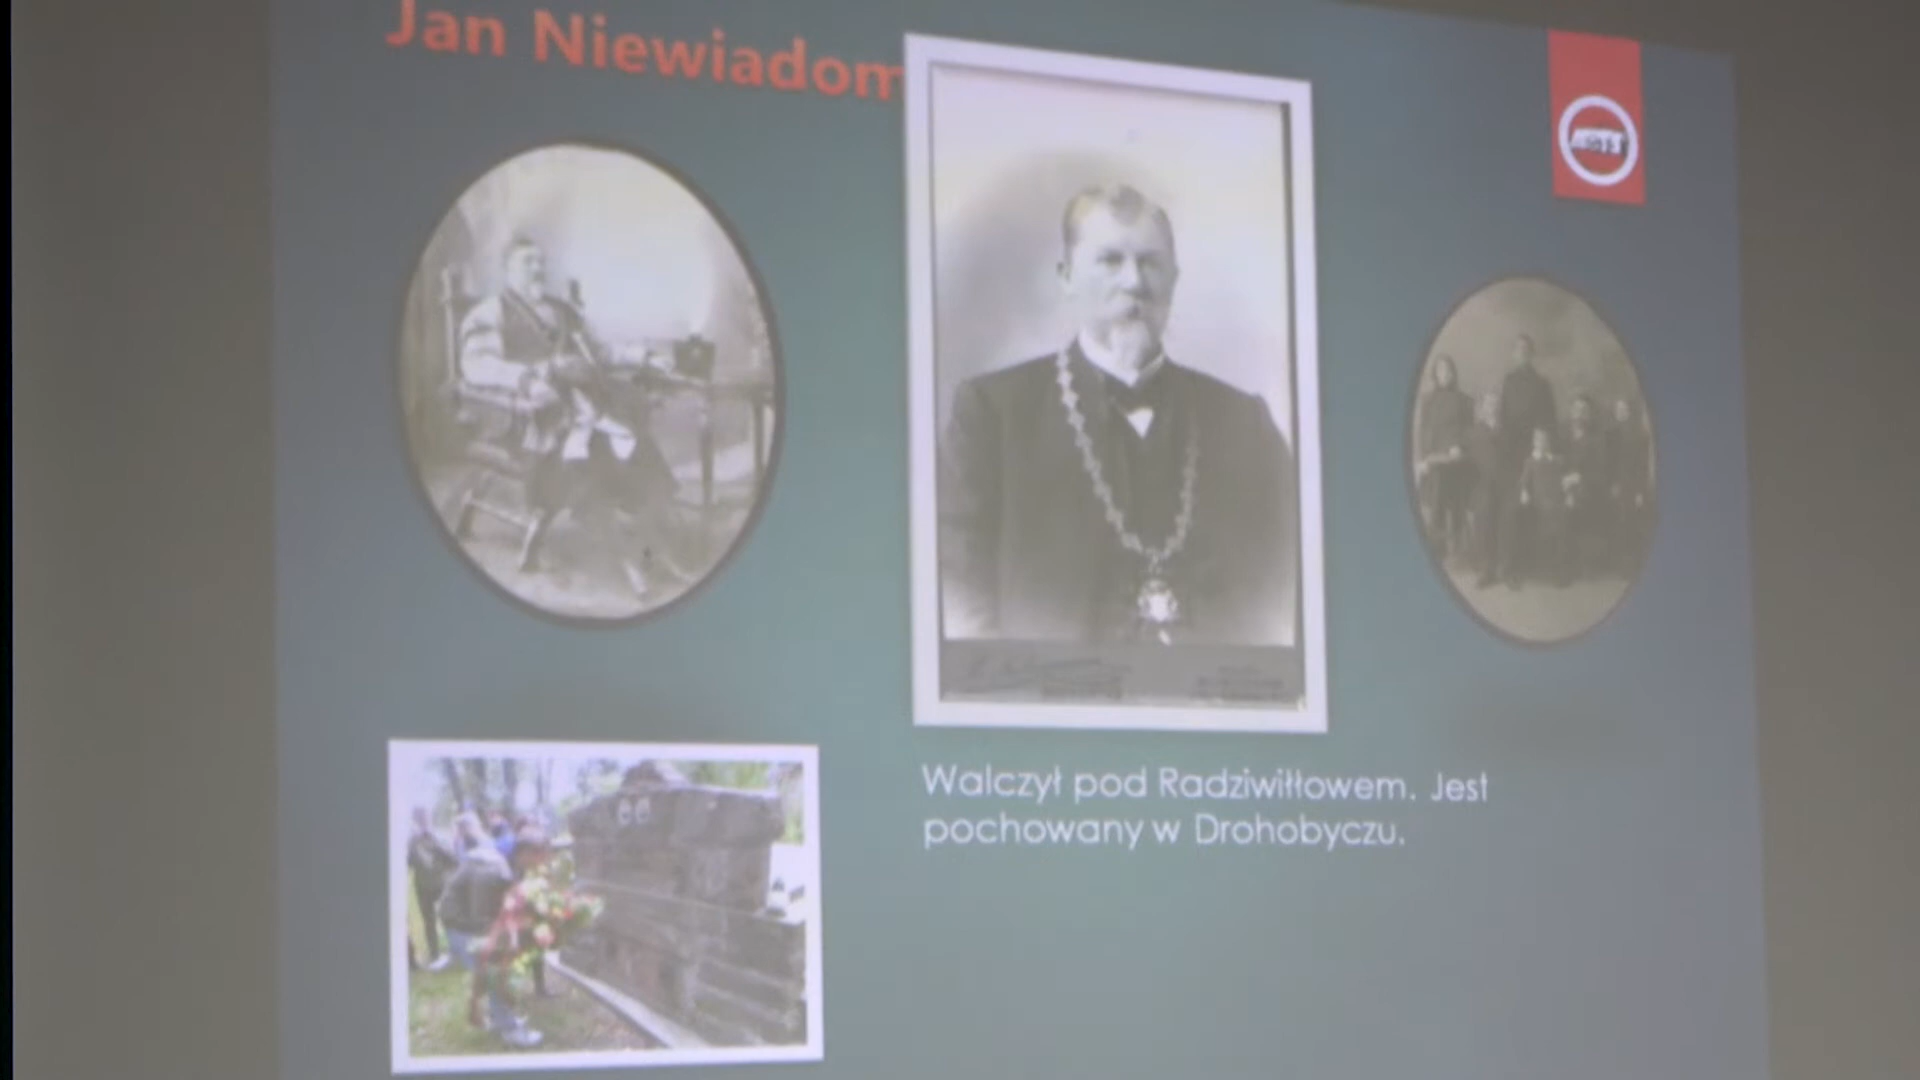 Jan Niewiadom
Walczył pod Radziwiłłowem. Jest
pochowany w Drohobyczu.